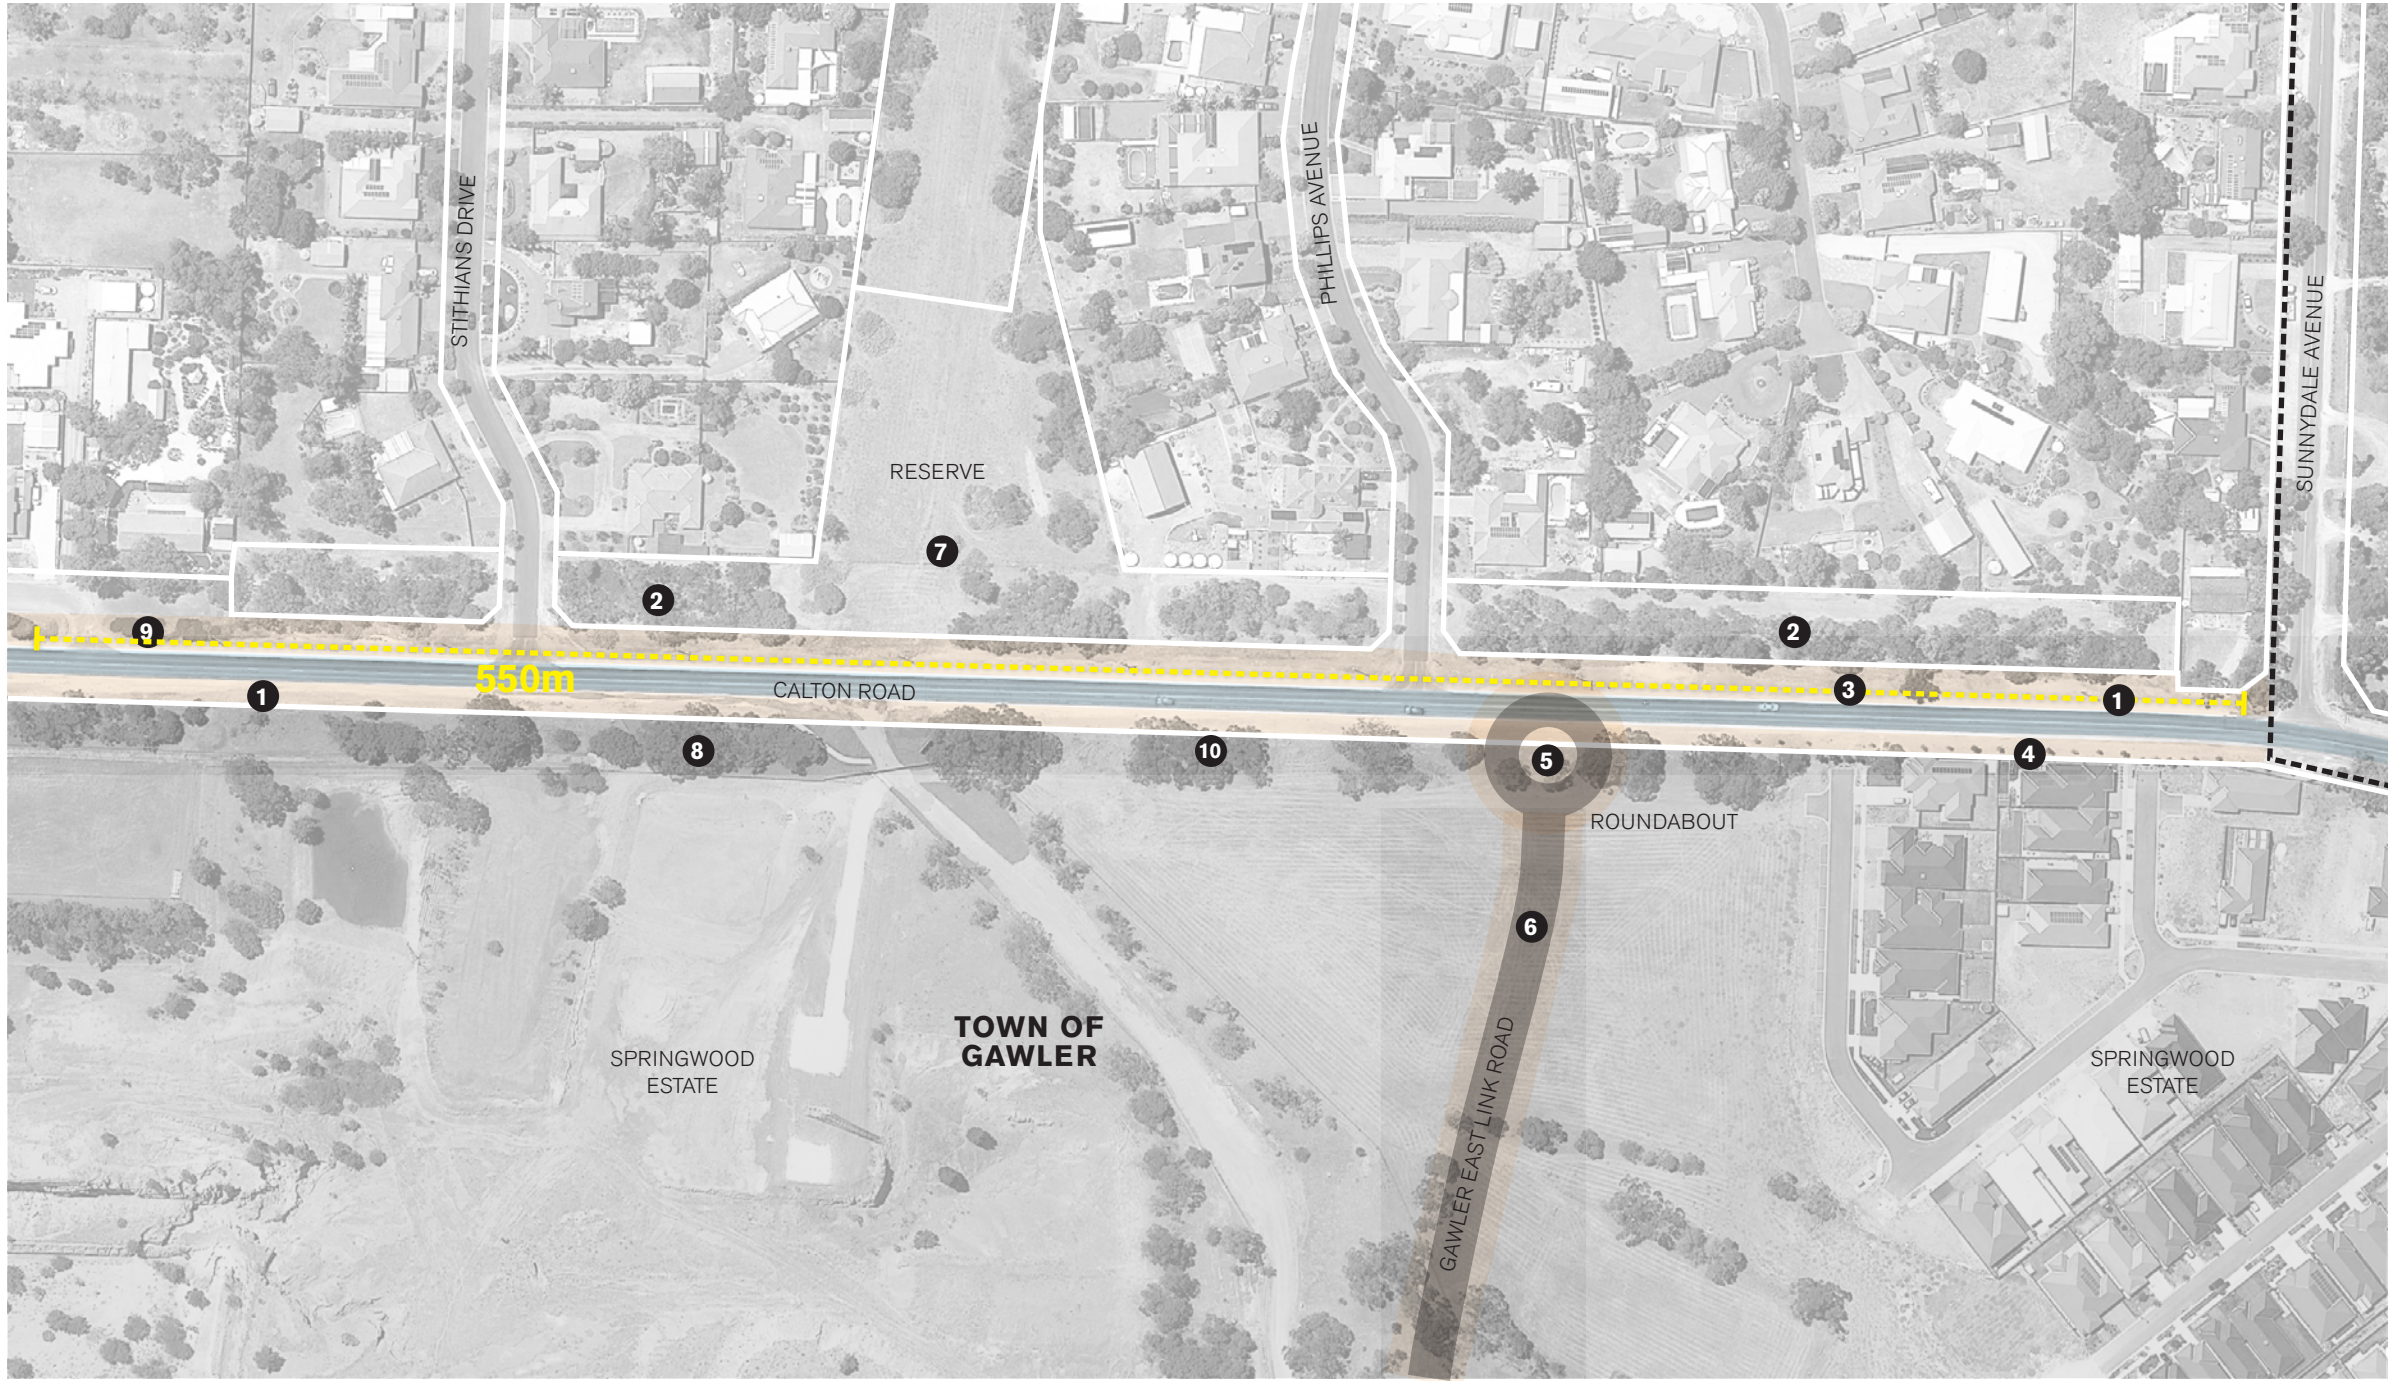 STITHIANS DRIVE
PHILLIPS AVENUE
SUNNYDALE AVENUE
RESERVE
7
2
2
9
550m
1
CALTON ROAD
3
1
8
10
5
4
ROUNDABOUT
6
TOWN OF
GAWLER
SPRINGWOOD
ESTATE
GAWLER EAST LINK ROAD
SPRINGWOOD
ESTATE